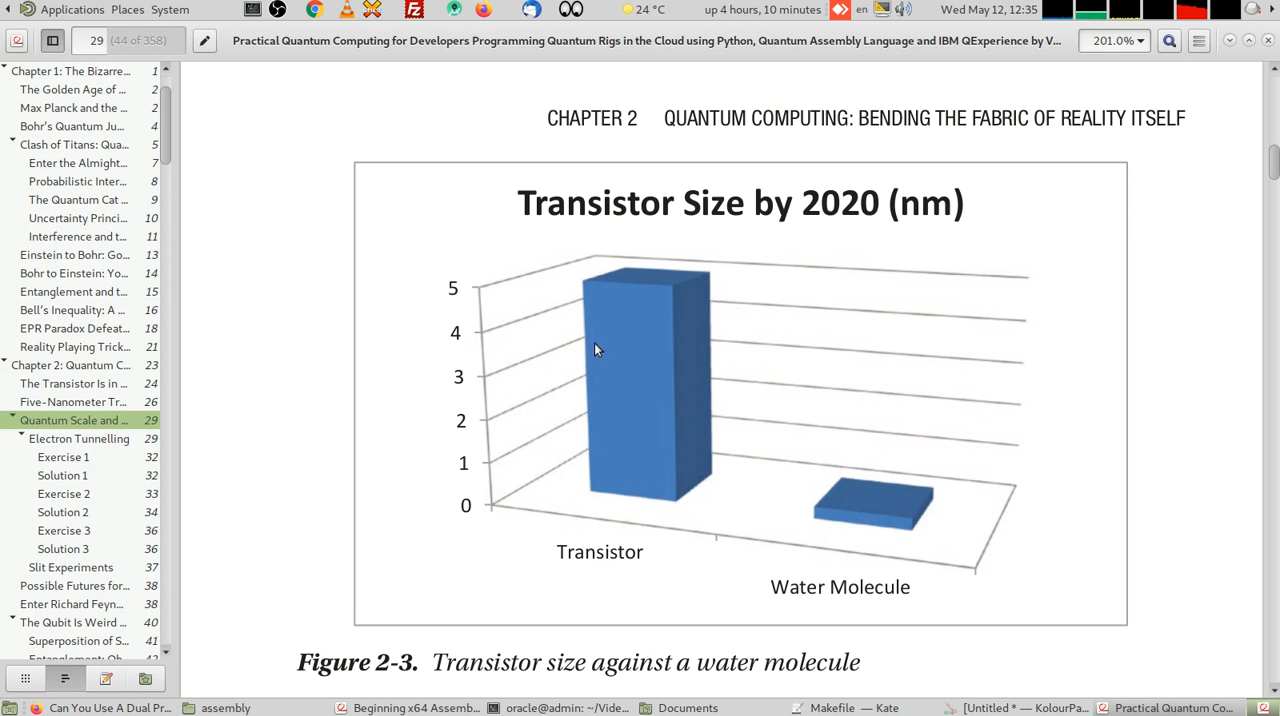 Applications Places System
24 °C
up 4 hours, 10 minutes
en
Wed May 12, 12:35
29
(44 of 358)
Practical Quantum Computing for Developers Programming Quantum Rigs in the Cloud using Python, Quantum Assembly Language and IBM QExperience by V...
201.0%
Chapter 1: The Bizarre... 1
The Golden Age of ... 2
Max Planck and the ... 2
Bohr's Quantum Ju... 4
Clash of Titans: Qua... 5
Enter the Almight... 7
Probabilistic Inter... 8
The Quantum Cat ... 9
Uncertainty Princi... 10
Interference and t... 11
Einstein to Bohr: Go... 13
Bohr to Einstein: Yo... 14
Entanglement and t... 15
Bell's Inequality: A ... 16
EPR Paradox Defeat... 18
Reality Playing Trick... 21
Chapter 2: Quantum C... 23
The Transistor Is in ... 24
Five-Nanometer Tr... 26
Quantum Scale and ... 29
Electron Tunnelling 29
Exercise 1 32
Solution 1 32
Exercise 2 33
Solution 2 34
Exercise 3 36
Solution 3 36
Slit Experiments 37
Possible Futures for... 38
Enter Richard Feyn... 38
The Qubit Is Weird ... 40
Superposition of S... 41
CHAPTER 2 QUANTUM COMPUTING: BENDING THE FABRIC OF REALITY ITSELF
Transistor Size by 2020 (nm)
5
4
3
2
1
0
Transistor
Water Molecule
Figure 2-3. Transistor size against a water molecule
Can You Use A Dual Pr...
assembly
Beginning x64 Assemb...
oracle@admin: ~/Vide...
Documents
Makefile — Kate
[Untitled * — KolourPa...
Practical Quantum Co...